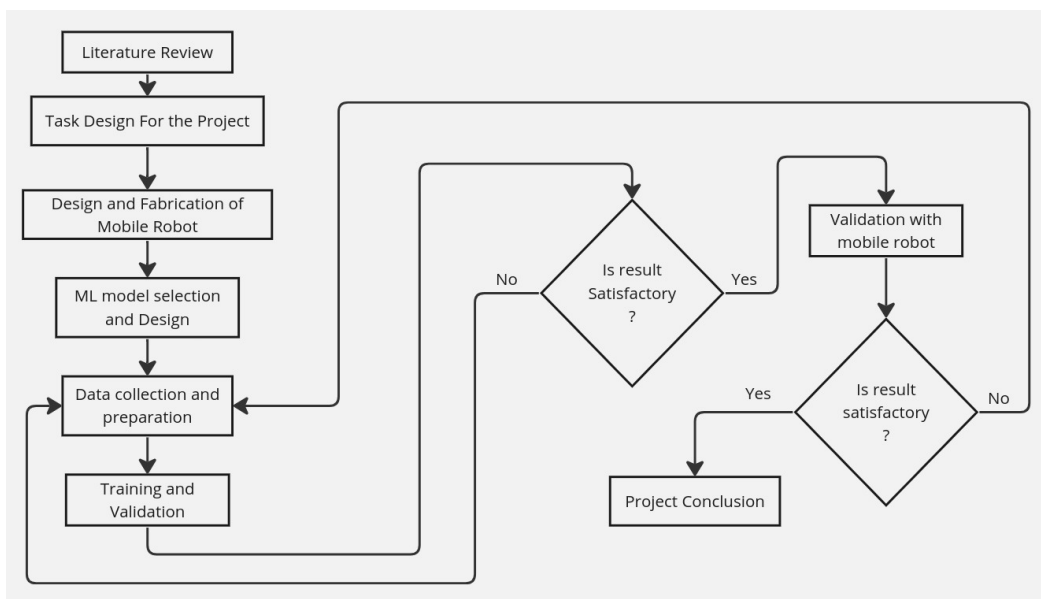 Literature Review
Task Design For the Project
Design and Fabrication of
Mobile Robot
ML model selection
and Design
Data collection and
preparation
Training and
Validation
No
Is result
Satisfactory
?
Yes
Validation with
mobile robot
Is result
satisfactory
?
No
Yes
Project Conclusion